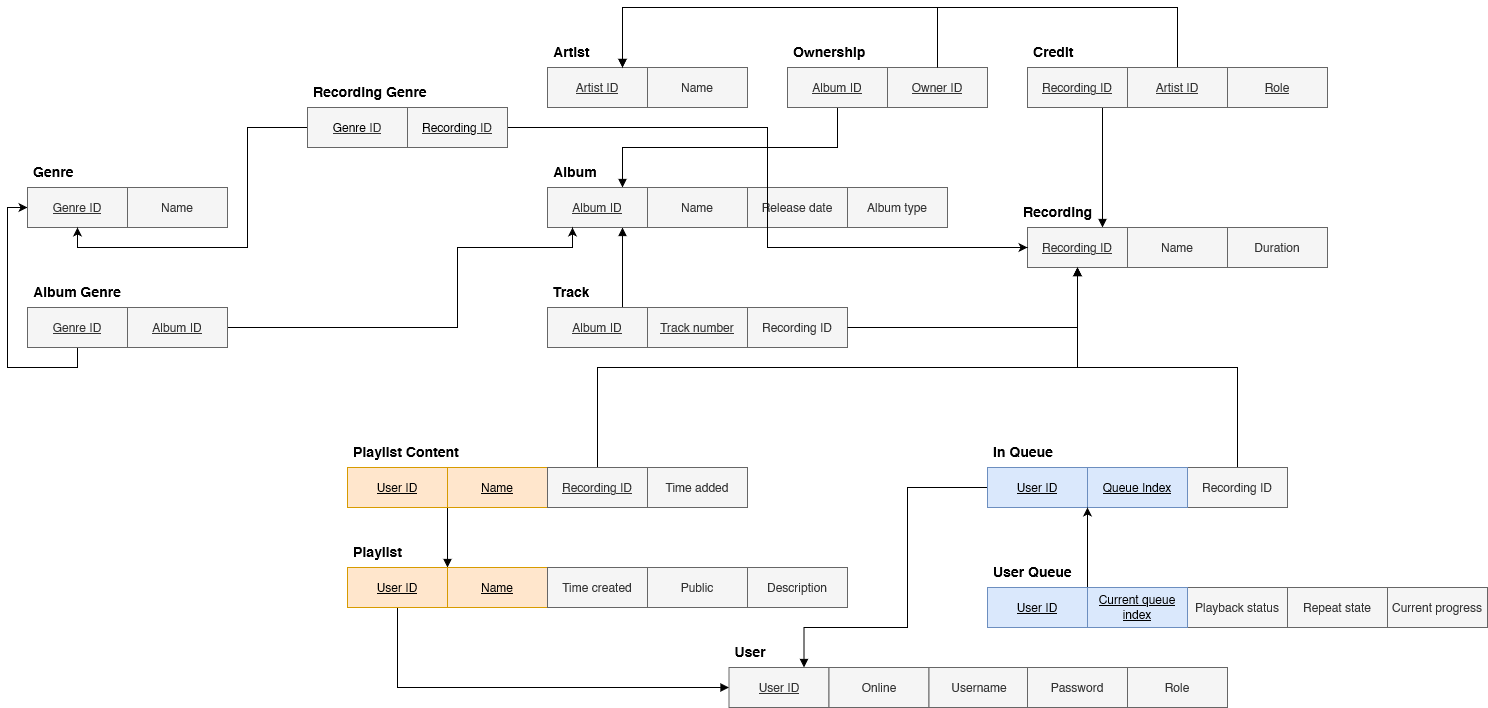 Artist
Ownership
Credit
Artist ID Name
Album ID Owner ID
Recording ID Artist ID Role
Recording Genre
Genre ID Recording ID
Genre
Genre ID Name
Album
Album ID Name Release date Album type
Recording
Recording ID Name Duration
Album Genre
Genre ID Album ID
Track
Album ID Track number Recording ID
Playlist Content
User ID Name Recording ID Time added
In Queue
User ID Queue Index Recording ID
Playlist
User ID Name Time created Public Description
User Queue
User ID Current queue index Playback status Repeat state Current progress
User
User ID Online Username Password Role